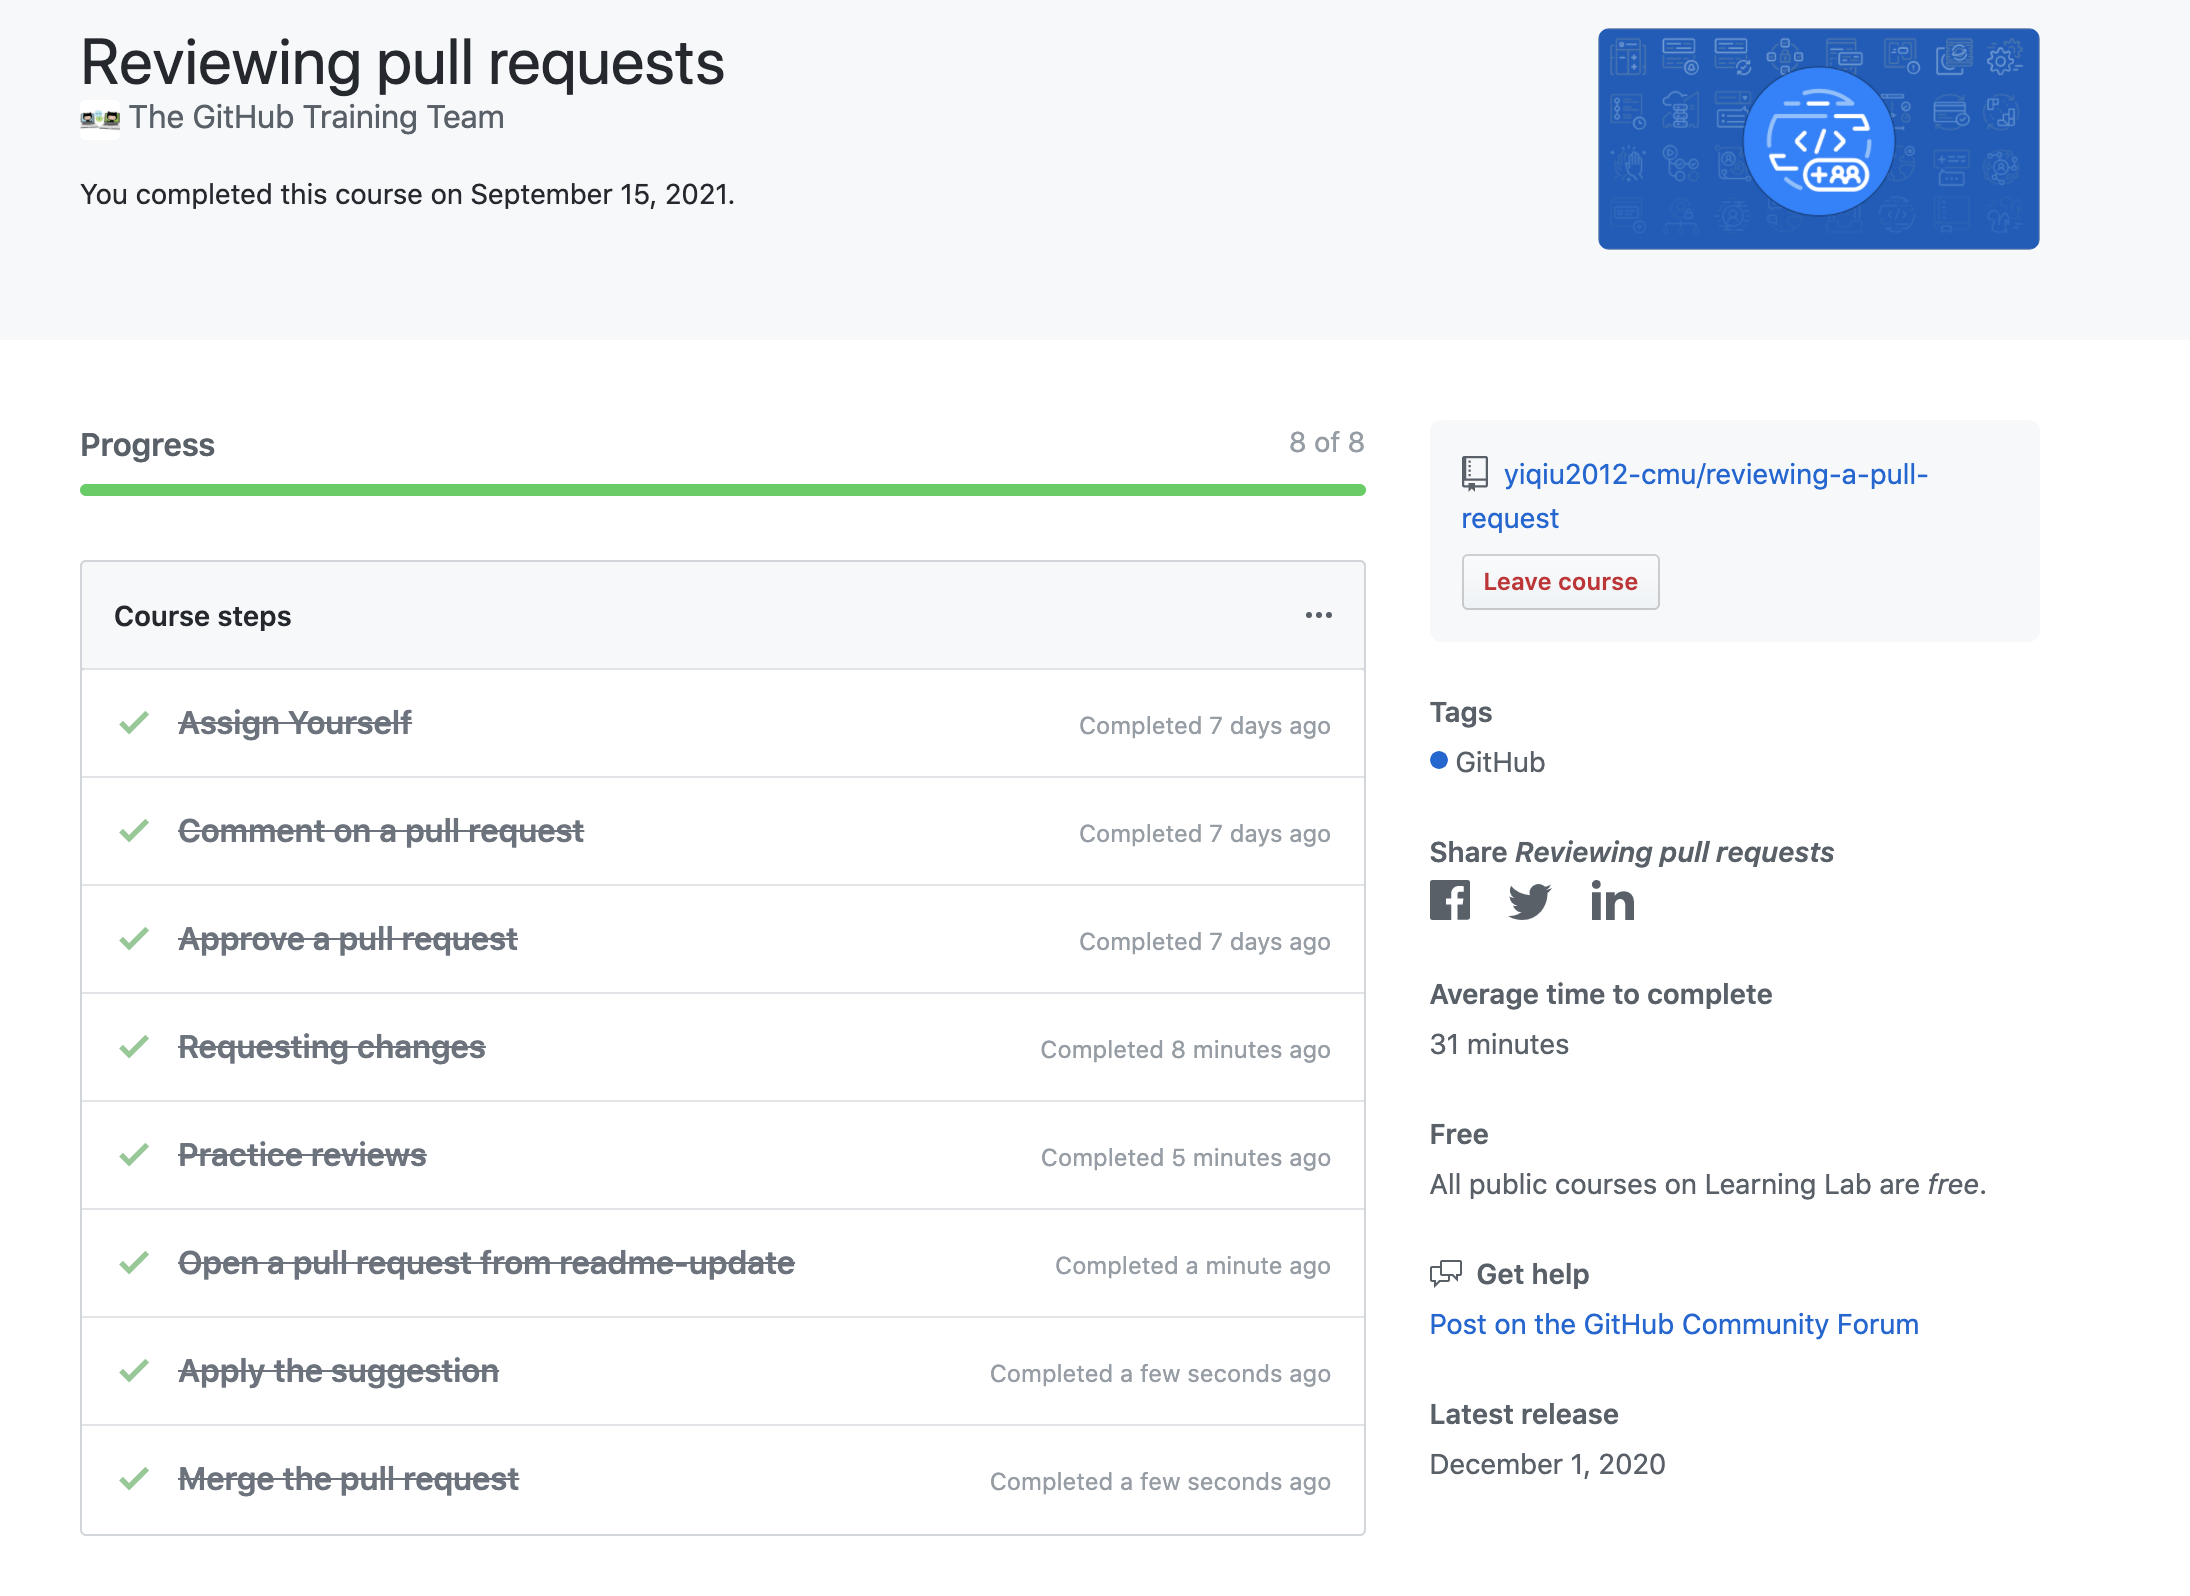 Reviewing pull requests
The GitHub Training Team
You completed this course on September 15, 2021.
Progress
8 of 8
Course steps
Assign Yourself
Completed 7 days ago
Comment on a pull request
Completed 7 days ago
Approve a pull request
Completed 7 days ago
Requesting changes
Completed 8 minutes ago
Practice reviews
Completed 5 minutes ago
Open a pull request from readme-update
Completed a minute ago
Apply the suggestion
Completed a few seconds ago
Merge the pull request
Completed a few seconds ago
yiqiu2012-cmu/reviewing-a-pull-
request
Leave course
Tags
GitHub
Share Reviewing pull requests
Average time to complete
31 minutes
Free
All public courses on Learning Lab are free.
Get help
Post on the GitHub Community Forum
Latest release
December 1, 2020